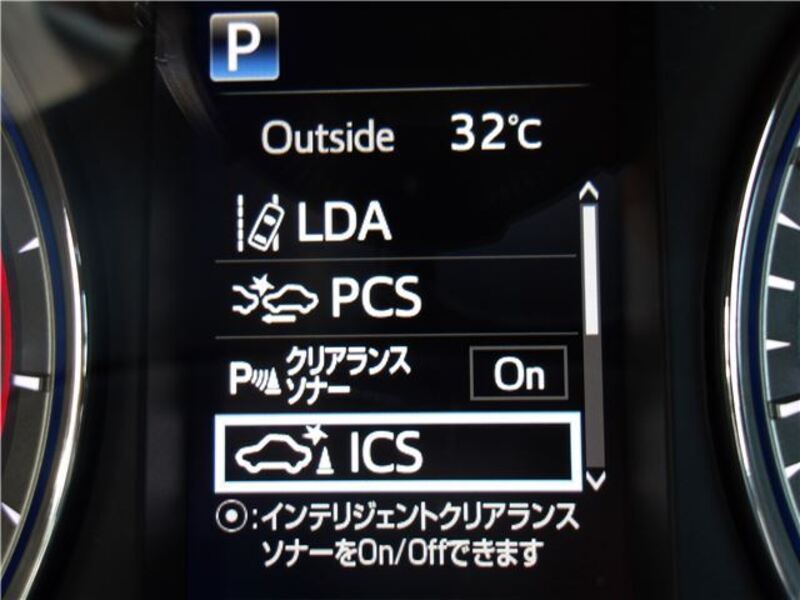 P
Outside 32℃
LDA
PCS
P クリアランス
ソナー On
ICS
◉:インテリジェントクリアランス
ソナーをOn/Offできます